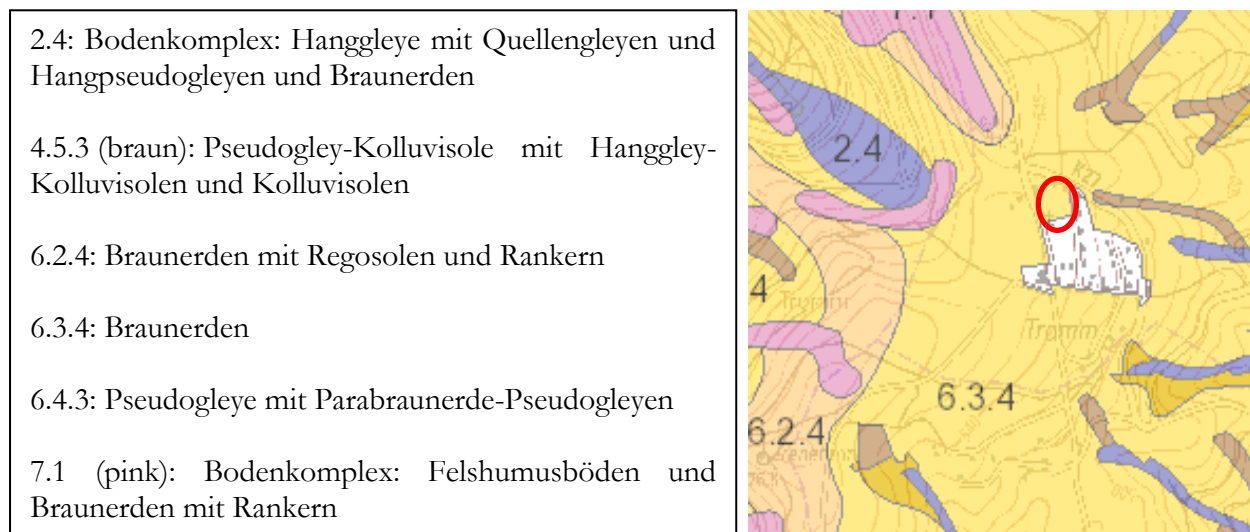 2.4: Bodenkomplex: Hanggleye mit Quellengleyen und
Hangpseudogleyen und Braunerden
4.5.3 (braun): Pseudogley-Kolluvisole mit Hanggley-
Kolluvisolen und Kolluvisolen
6.2.4: Braunerden mit Regosolen und Rankern
6.3.4: Braunerden
6.4.3: Pseudogleye mit Parabraunerde-Pseudogleyen
7.1 (pink): Bodenkomplex: Felshumusböden und
Braunerden mit Rankern
2.4
4
Tromm
Tromm
6.3.4
6.2.4